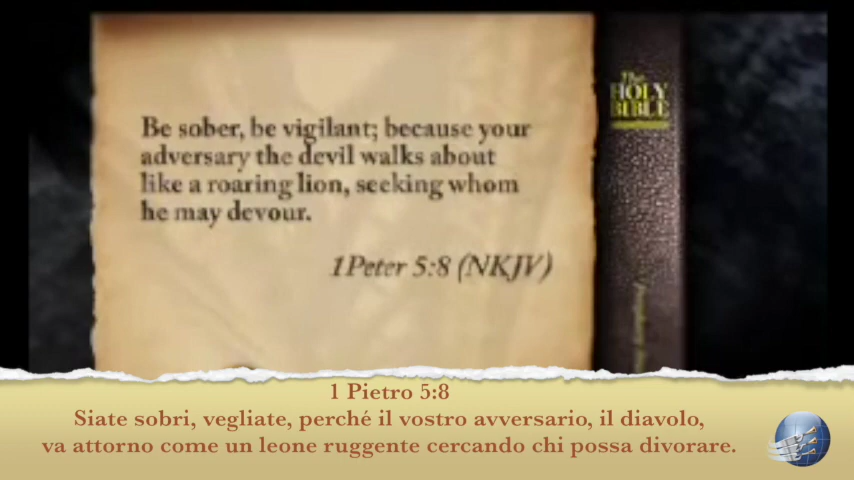 Be sober, be vigilant; because your
adversary the devil walks about
like a roaring lion, seeking whom
he may devour.
1Peter 5:8 (NKJV)
The
HOLY
BIBLE
1 Pietro 5:8
Siate sobri, vegliate, perché il vostro avversario, il diavolo,
va attorno come un leone ruggente cercando chi possa divorare.